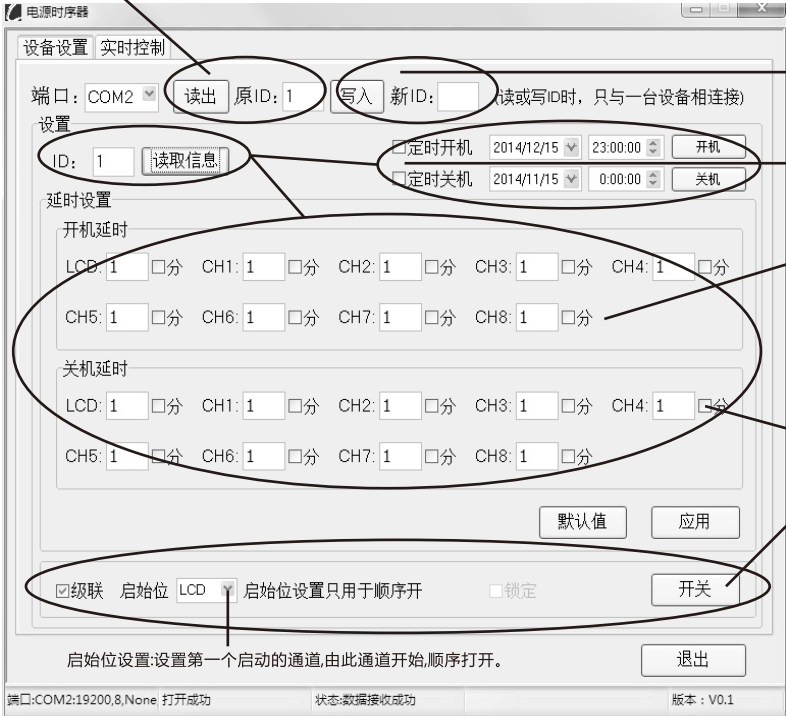 电源时序器
设备设置 实时控制
端口: COM2 读出 原ID: 1 写入 新ID: (读或写ID时，只与一台设备相连接)
设置
ID: 1 读取信息
定时开机 2014/12/15 23:00:00 开机
定时关机 2014/11/15 0:00:00 关机
延时设置
开机延时
LCD: 1 分 CH1: 1 分 CH2: 1 分 CH3: 1 分 CH4: 1 分
CH5: 1 分 CH6: 1 分 CH7: 1 分 CH8: 1 分
关机延时
LCD: 1 分 CH1: 1 分 CH2: 1 分 CH3: 1 分 CH4: 1 分
CH5: 1 分 CH6: 1 分 CH7: 1 分 CH8: 1 分
默认值 应用
级联 启始位 LCD 启始位设置只用于顺序开 锁定 开关
启始位设置:设置第一个启动的通道,由此通道开始,顺序打开。 退出
端口:COM2:19200,8,None 打开成功 状态:数据接收成功 版本：V0.1